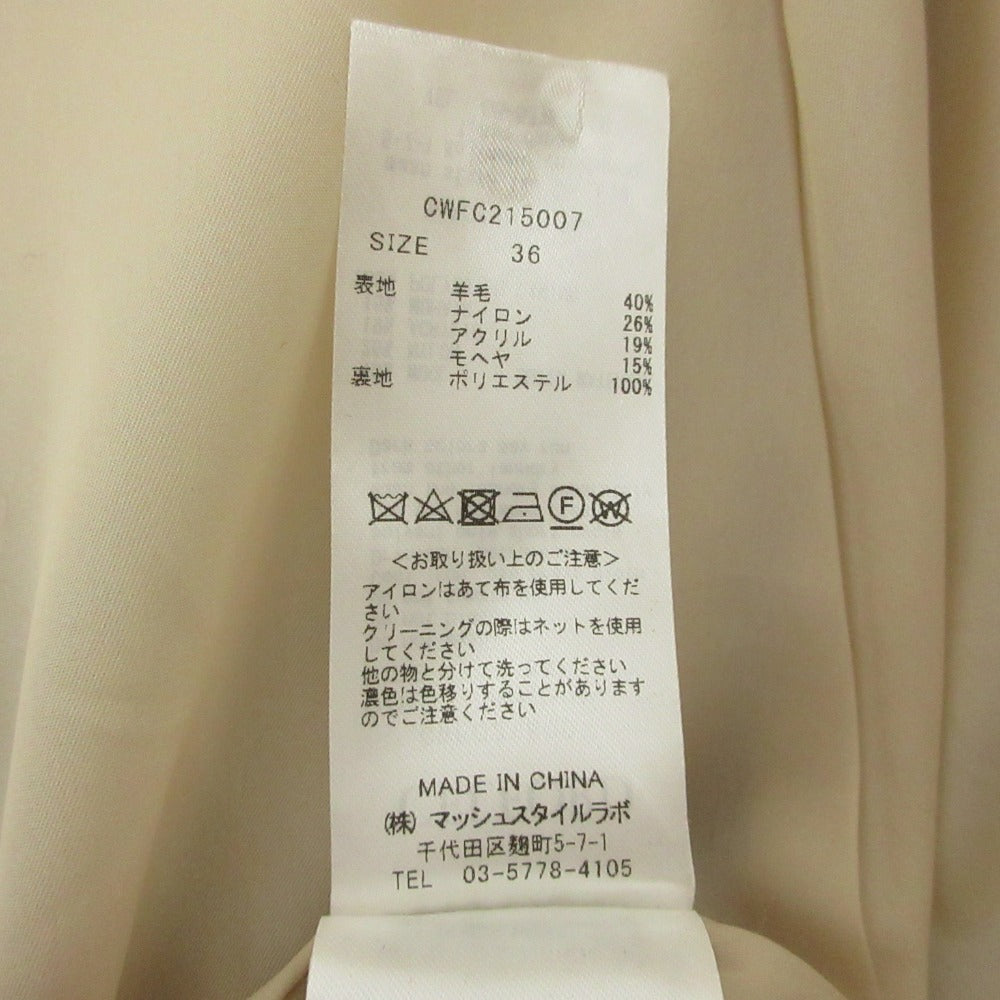 CWFC215007
SIZE 36
表地 羊毛 40%
ナイロン 26%
アクリル 19%
モヘヤ 15%
裏地 ポリエステル 100%
F W
＜お取り扱い上のご注意＞
アイロンはあて布を使用してくだ
さい
クリーニングの際はネットを使用
してください
他の物と分けて洗ってください
濃色は色移りすることがあります
のでご注意ください
MADE IN CHINA
(株) マッシュスタイルラボ
千代田区麹町5-7-1
TEL 03-5778-4105